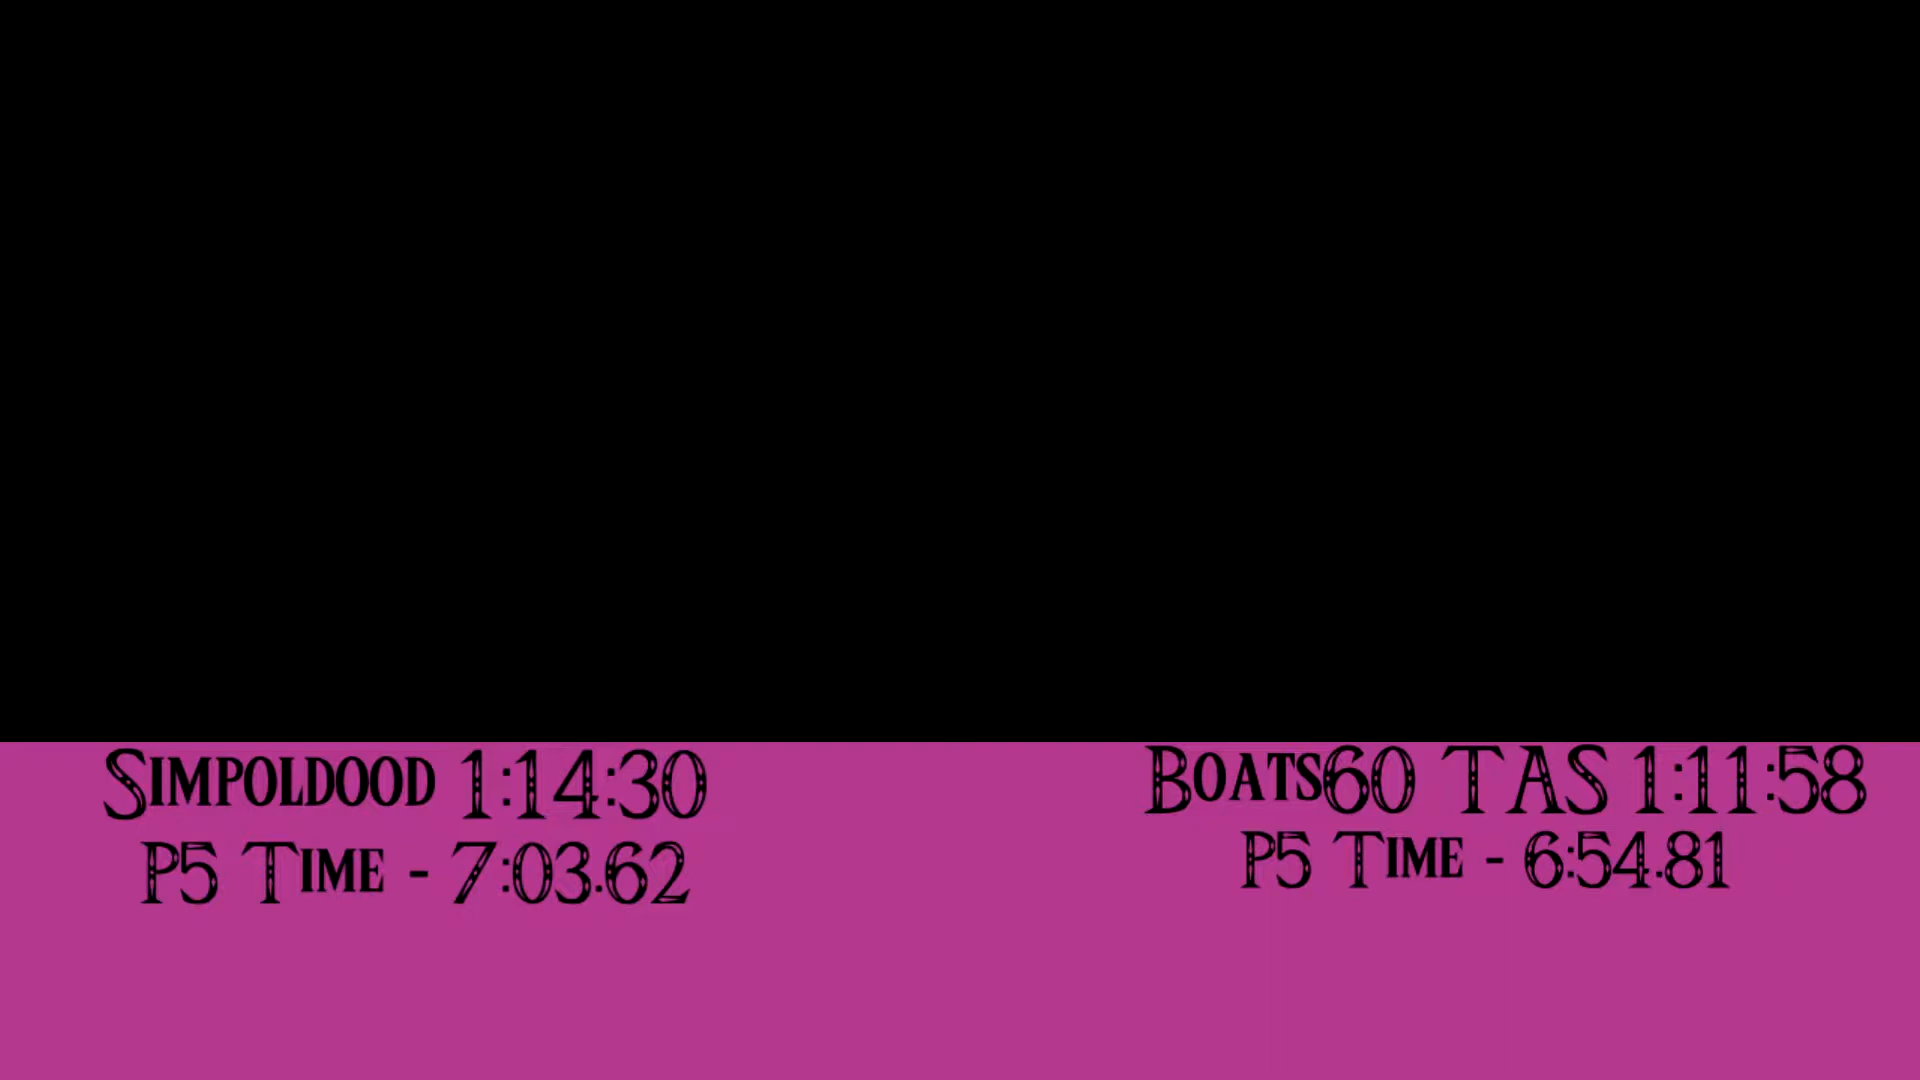 Simpoldood 1:14:30
P5 Time - 7:03.62
Boats60 TAS 1:11:58
P5 Time - 6:54.81